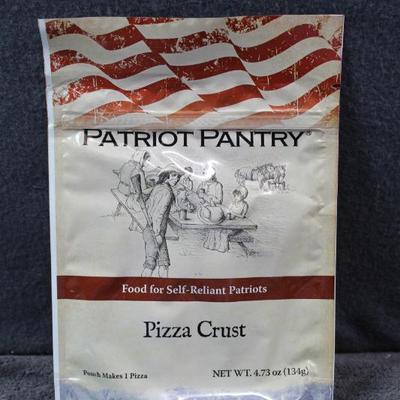 PATRIOT PANTRY®
Food for Self-Reliant Patriots
Pizza Crust
Pouch Makes 1 Pizza NET WT. 4.73 oz (134g)